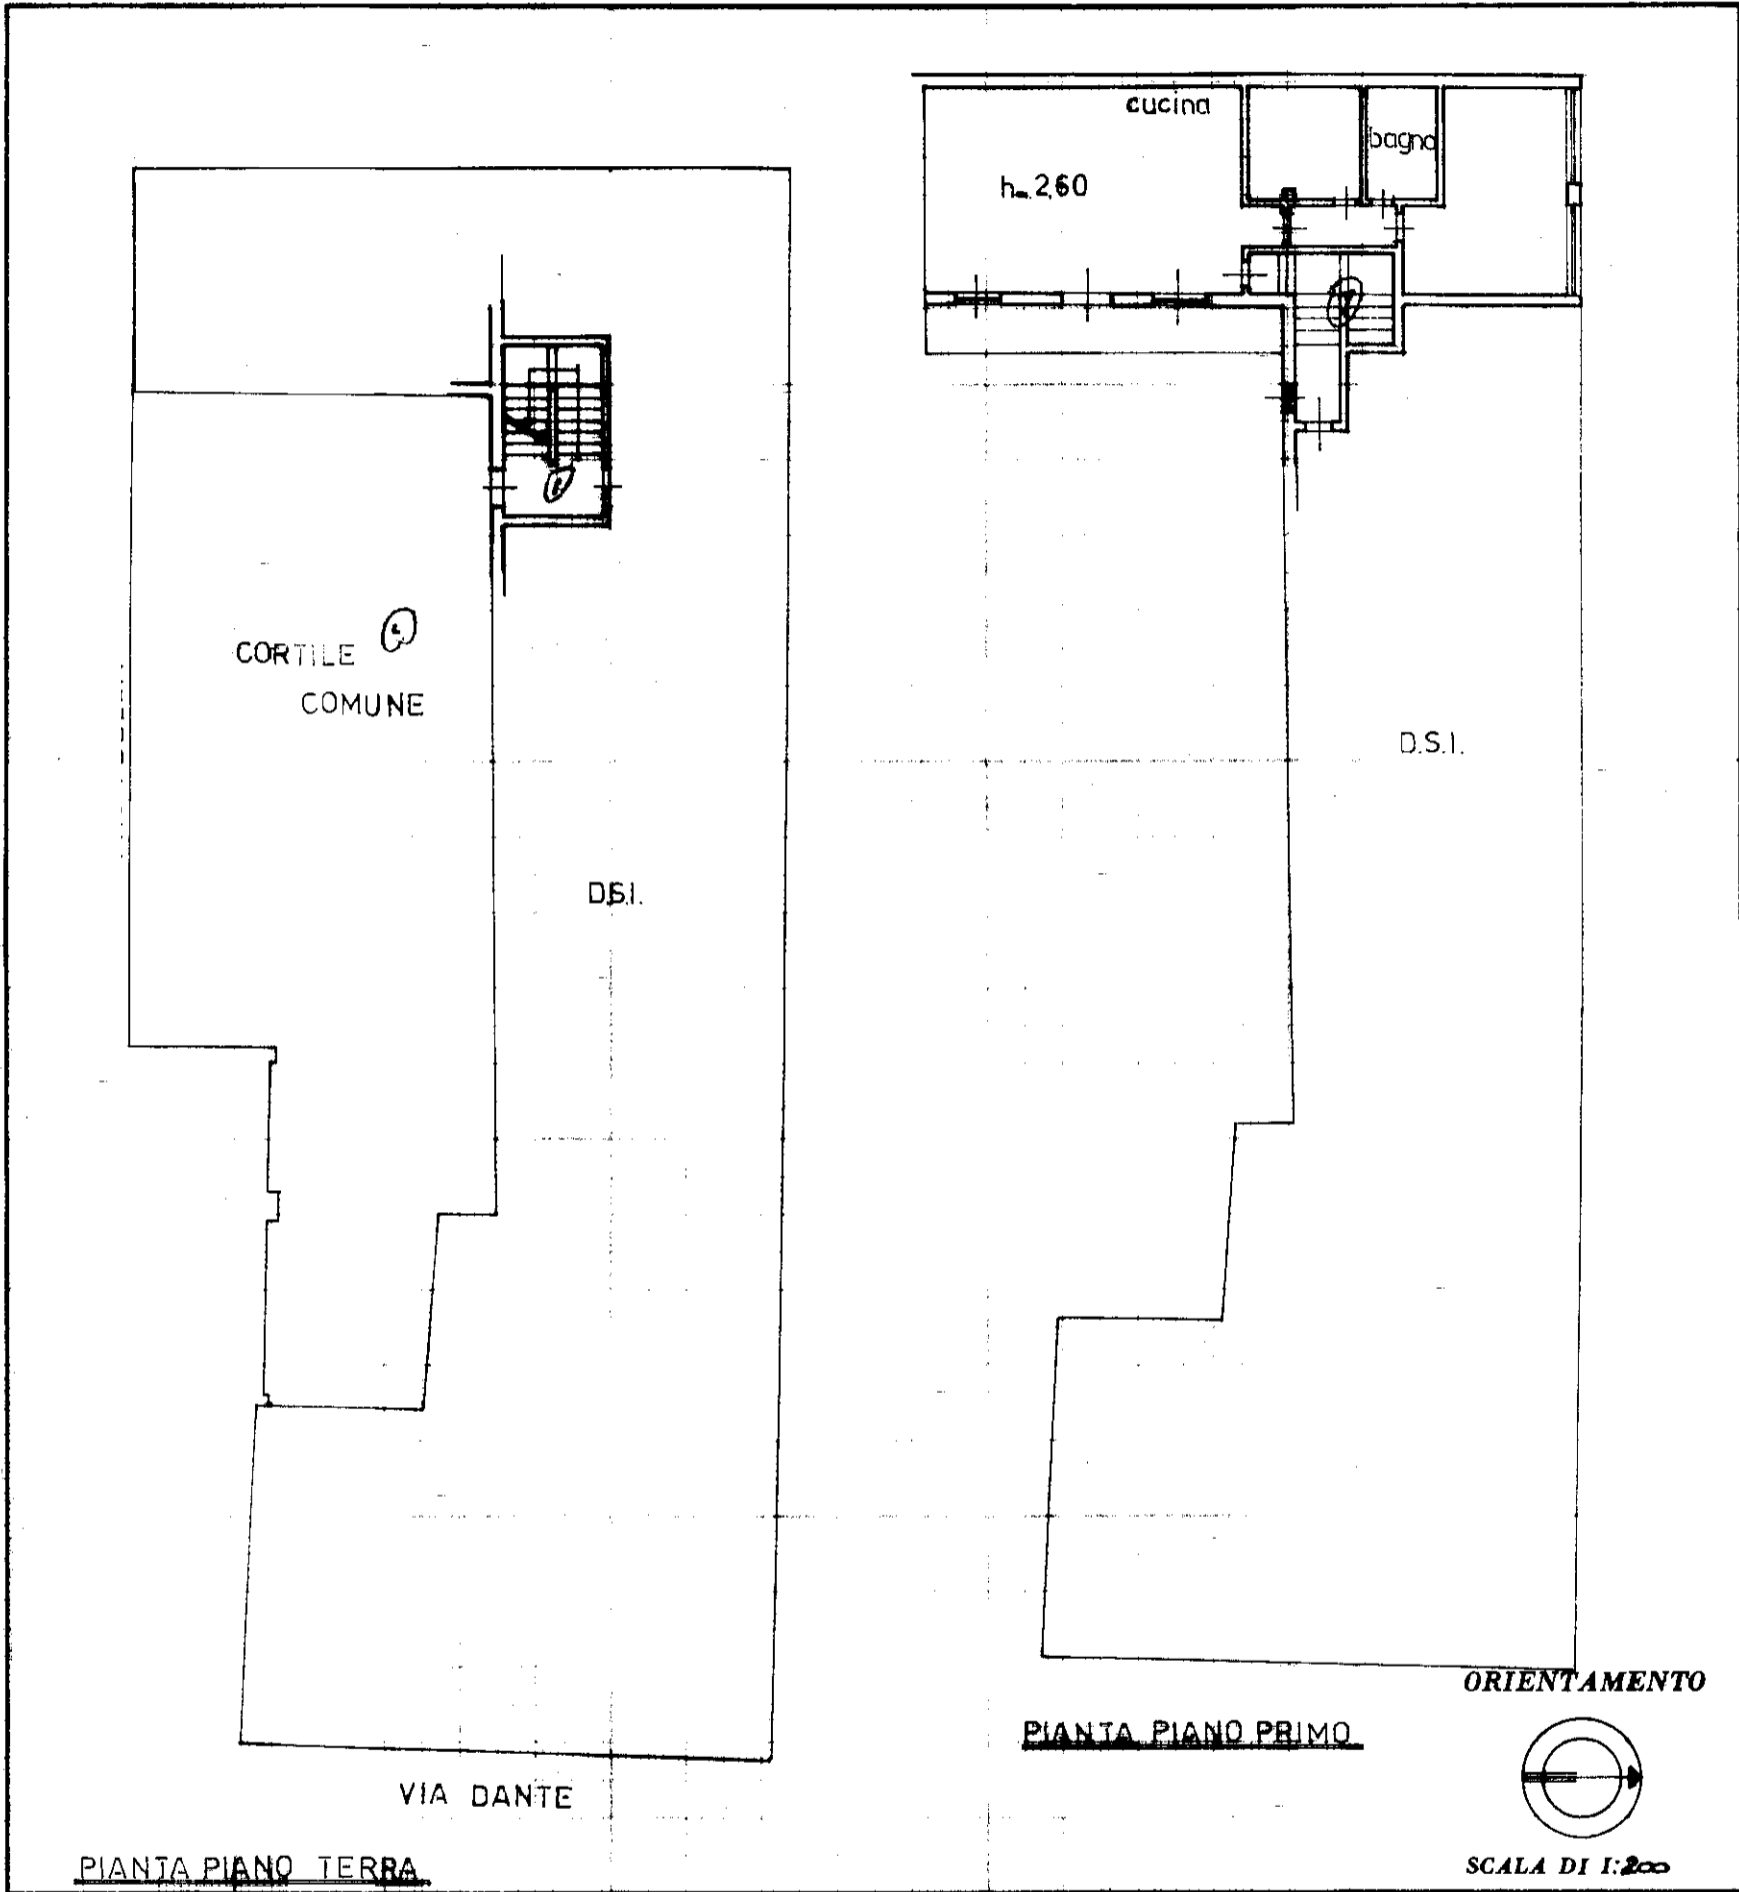 cucina
bagno
h=2,60
CORTILE
COMUNE
D.S.I.
D.S.I.
ORIENTAMENTO
PIANTA PIANO PRIMO
VIA DANTE
PIANTA PIANO TERRA
SCALA DI 1:200